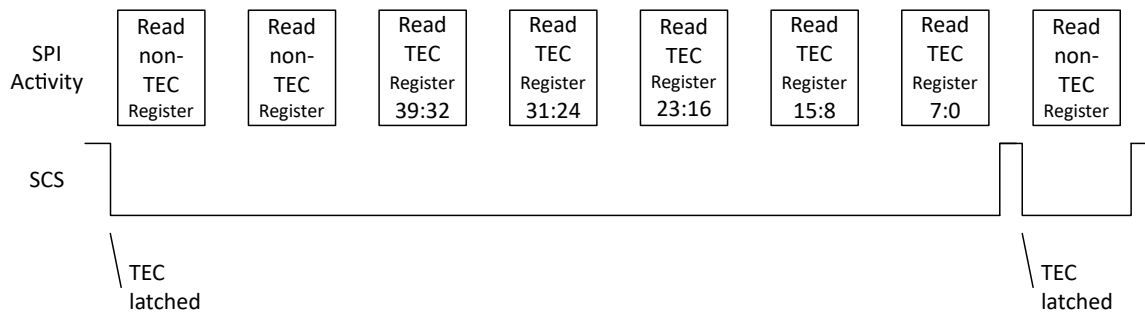 SPI
Activity
Read
non-
TEC
Register
Read
non-
TEC
Register
Read
TEC
Register
39:32
Read
TEC
Register
31:24
Read
TEC
Register
23:16
Read
TEC
Register
15:8
Read
TEC
Register
7:0
Read
non-
TEC
Register
SCS
TEC
latched
TEC
latched